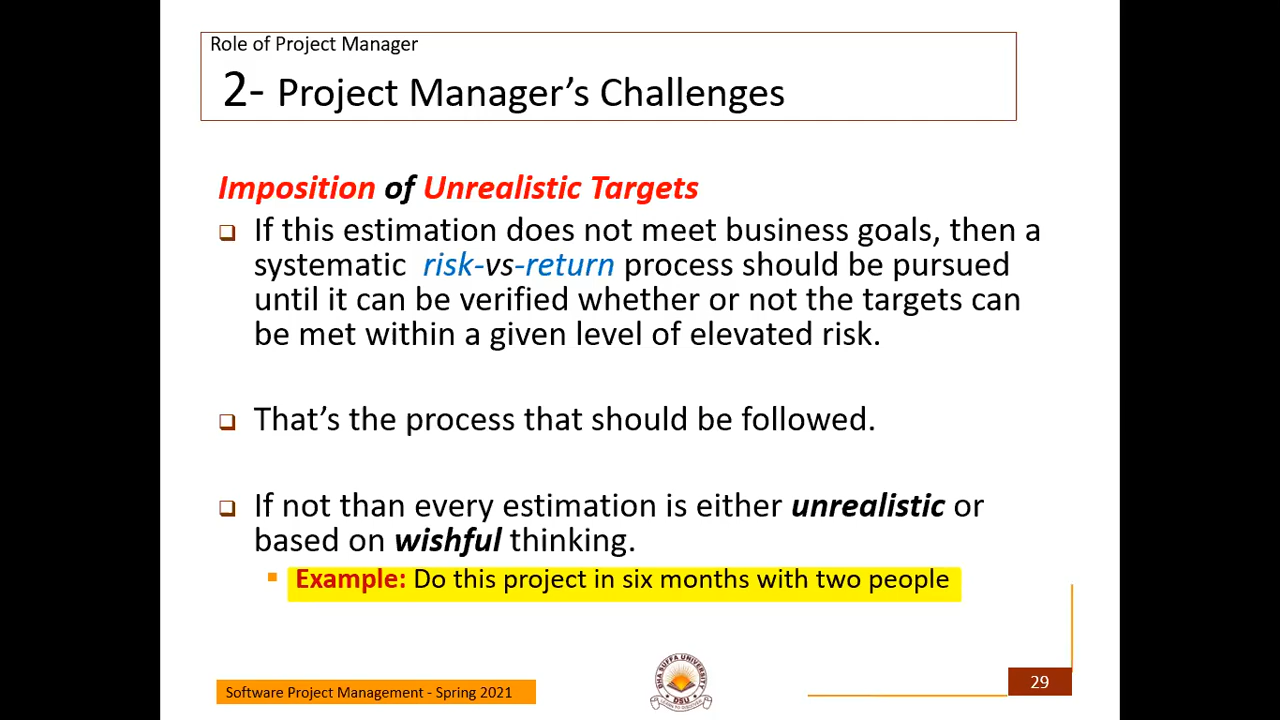 Role of Project Manager
2- Project Manager's Challenges
Imposition of Unrealistic Targets
If this estimation does not meet business goals, then a
systematic risk-vs-return process should be pursued
until it can be verified whether or not the targets can
be met within a given level of elevated risk.
That's the process that should be followed.
If not than every estimation is either unrealistic or
based on wishful thinking.
Example: Do this project in six months with two people
Software Project Management - Spring 2021
DHA SUFFA UNIVERSITY
DSU
29